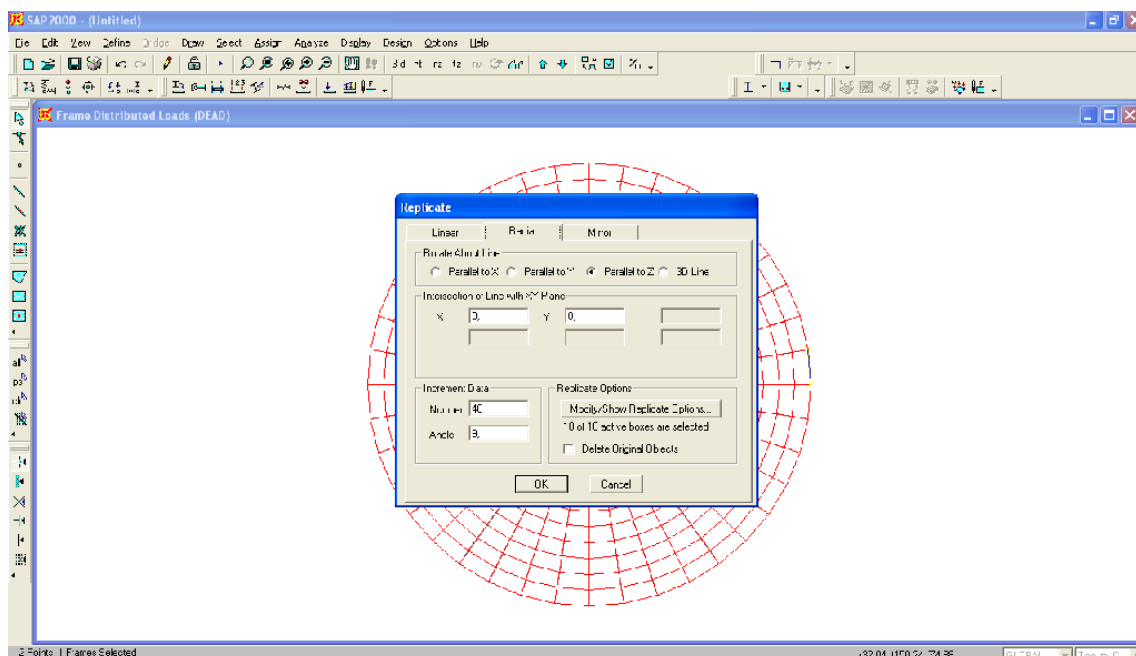 SAP2000 - (Untitled)
File Edit View Define Bridge Draw Select Assign Analyze Display Design Options Help
3-d
Frame Distributed Loads (DEAD)
Replicate
Linear Radial Mirror
Rotate About Line
Parallel to X Parallel to Y Parallel to Z 3D Line
Intersection of Line with XY Plane
X 0, Y 0,
Increment Data Replicate Options
Number 40 Modify/Show Replicate Options...
10 of 10 active boxes are selected
Angle 9, Delete Original Objects
OK Cancel
2 Points, 1 Frames Selected GLOBAL